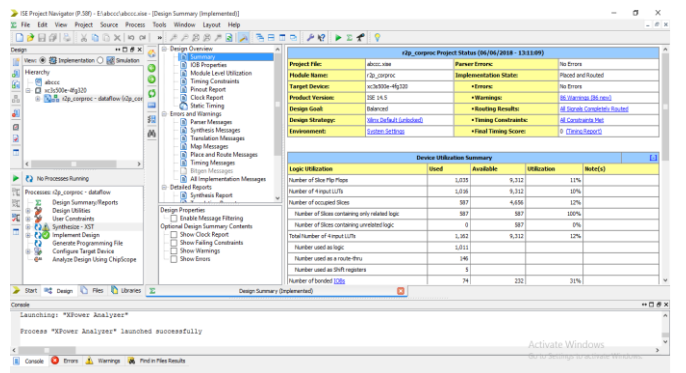 ISE Project Navigator (P.58f) - E:\abccc\abccc.xise - [Design Summary (Implemented)]
File Edit View Project Source Process Tools Window Layout Help
Design
View: Implementation Simulation
Hierarchy
abccc
xc3s500e-4fg320
r2p_corproc - dataflow (r2p_cor
No Processes Running
Processes: r2p_corproc - dataflow
Design Summary/Reports
Design Utilities
User Constraints
Synthesize - XST
Implement Design
Generate Programming File
Configure Target Device
Analyze Design Using ChipScope
Start Design Files Libraries
Design Overview
Summary
IOB Properties
Module Level Utilization
Timing Constraints
Pinout Report
Clock Report
Static Timing
Errors and Warnings
Parser Messages
Synthesis Messages
Translation Messages
Map Messages
Place and Route Messages
Timing Messages
Bitgen Messages
All Implementation Messages
Detailed Reports
Synthesis Report
Design Properties
Enable Message Filtering
Optional Design Summary Contents
Show Clock Report
Show Failing Constraints
Show Warnings
Show Errors
r2p_corproc Project Status (06/06/2018 - 13:11:09)
Project File: abccc.xise Parser Errors: No Errors
Module Name: r2p_corproc Implementation State: Placed and Routed
Target Device: xc3s500e-4fg320 •Errors: No Errors
Product Version: ISE 14.5 •Warnings: 86 Warnings (86 new)
Design Goal: Balanced •Routing Results: All Signals Completely Routed
Design Strategy: Xilinx Default (unlocked) •Timing Constraints: All Constraints Met
Environment: System Settings •Final Timing Score: 0 (Timing Report)
Device Utilization Summary [-]
Logic Utilization Used Available Utilization Note(s)
Number of Slice Flip Flops 1,035 9,312 11%
Number of 4 input LUTs 1,016 9,312 10%
Number of occupied Slices 587 4,656 12%
Number of Slices containing only related logic 587 587 100%
Number of Slices containing unrelated logic 0 587 0%
Total Number of 4 input LUTs 1,162 9,312 12%
Number used as logic 1,011
Number used as a route-thru 146
Number used as Shift registers 5
Number of bonded IOBs 74 232 31%
Design Summary (Implemented)
Console
Launching: "XPower Analyzer"
Process "XPower Analyzer" launched successfully
Activate Windows
Go to Settings to activate Windows.
Console Errors Warnings Find in Files Results